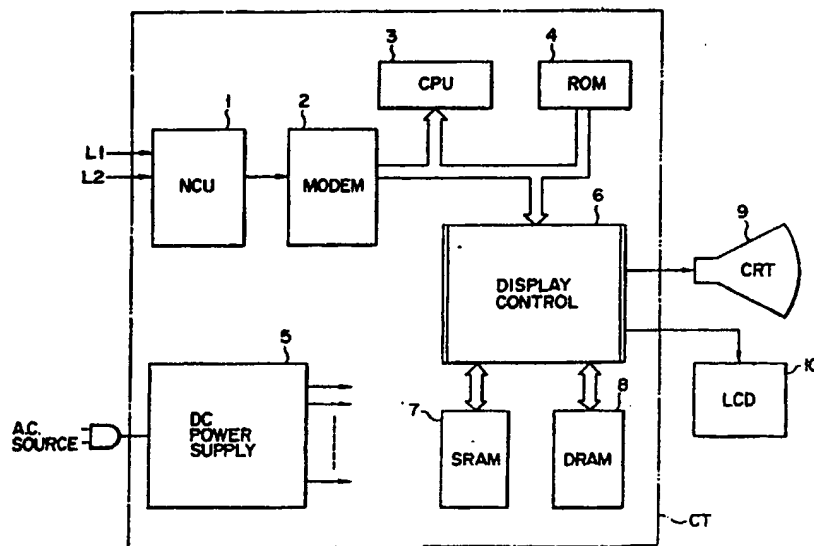 3
CPU
4
ROM
1
NCU
2
MODEM
L1
L2
6
DISPLAY
CONTROL
9
CRT
5
DC
POWER
SUPPLY
A.C.
SOURCE
7
SRAM
8
DRAM
10
LCD
CT